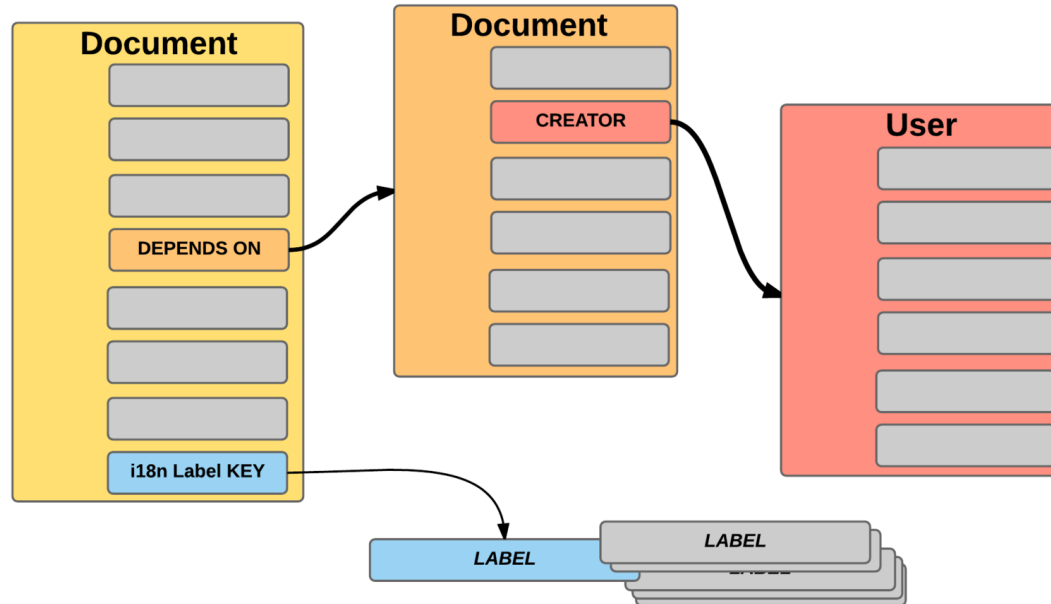 Document
DEPENDS ON
i18n Label KEY
Document
CREATOR
User
LABEL
LABEL